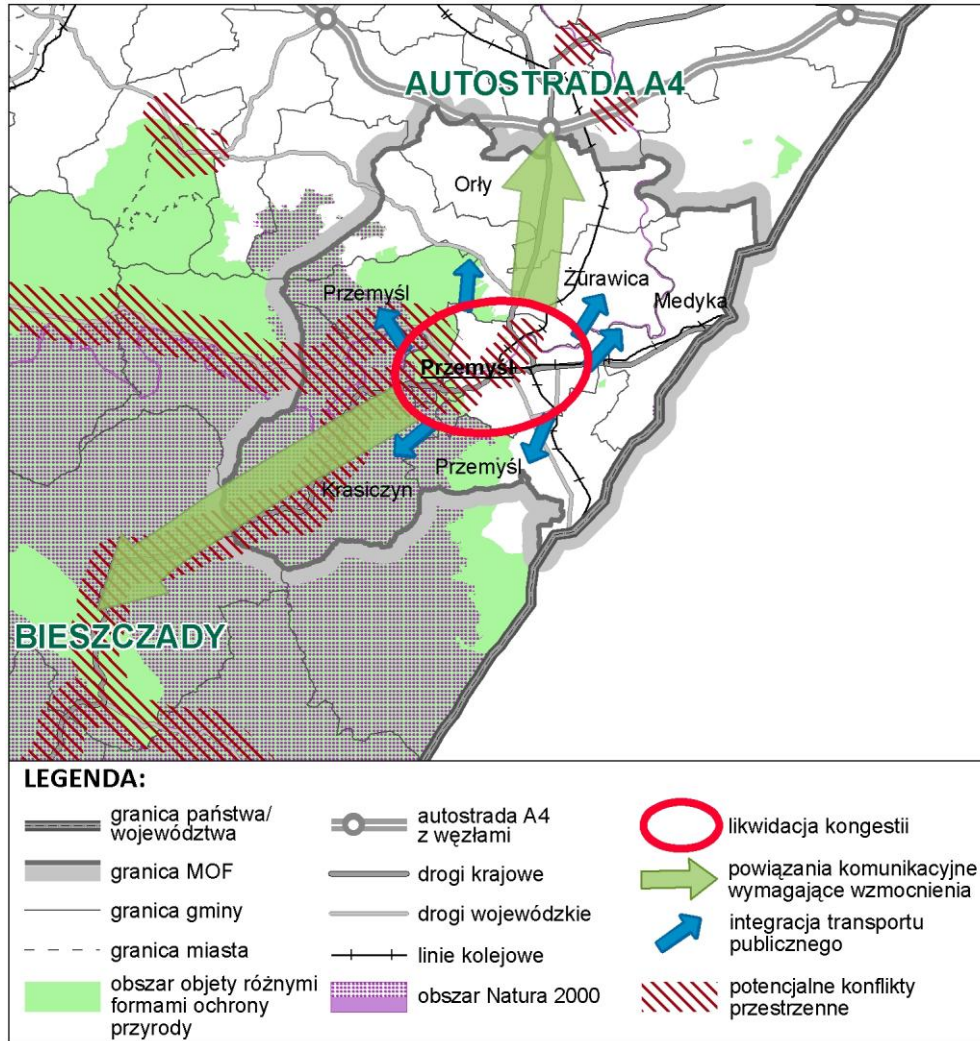 AUTOSTRADA A4
Orły
Przemyśl
Żurawica
Medyka
Przemyśl
Przemyśl
Krasiczyn
BIESZCZADY
LEGENDA:
granica państwa/
województwa
granica MOF
granica gminy
granica miasta
obszar objety różnymi
formami ochrony
przyrody
autostrada A4
z węzłami
drogi krajowe
drogi wojewódzkie
linie kolejowe
obszar Natura 2000
likwidacja kongestii
powiązania komunikacyjne
wymagające wzmocnienia
integracja transportu
publicznego
potencjalne konflikty
przestrzenne